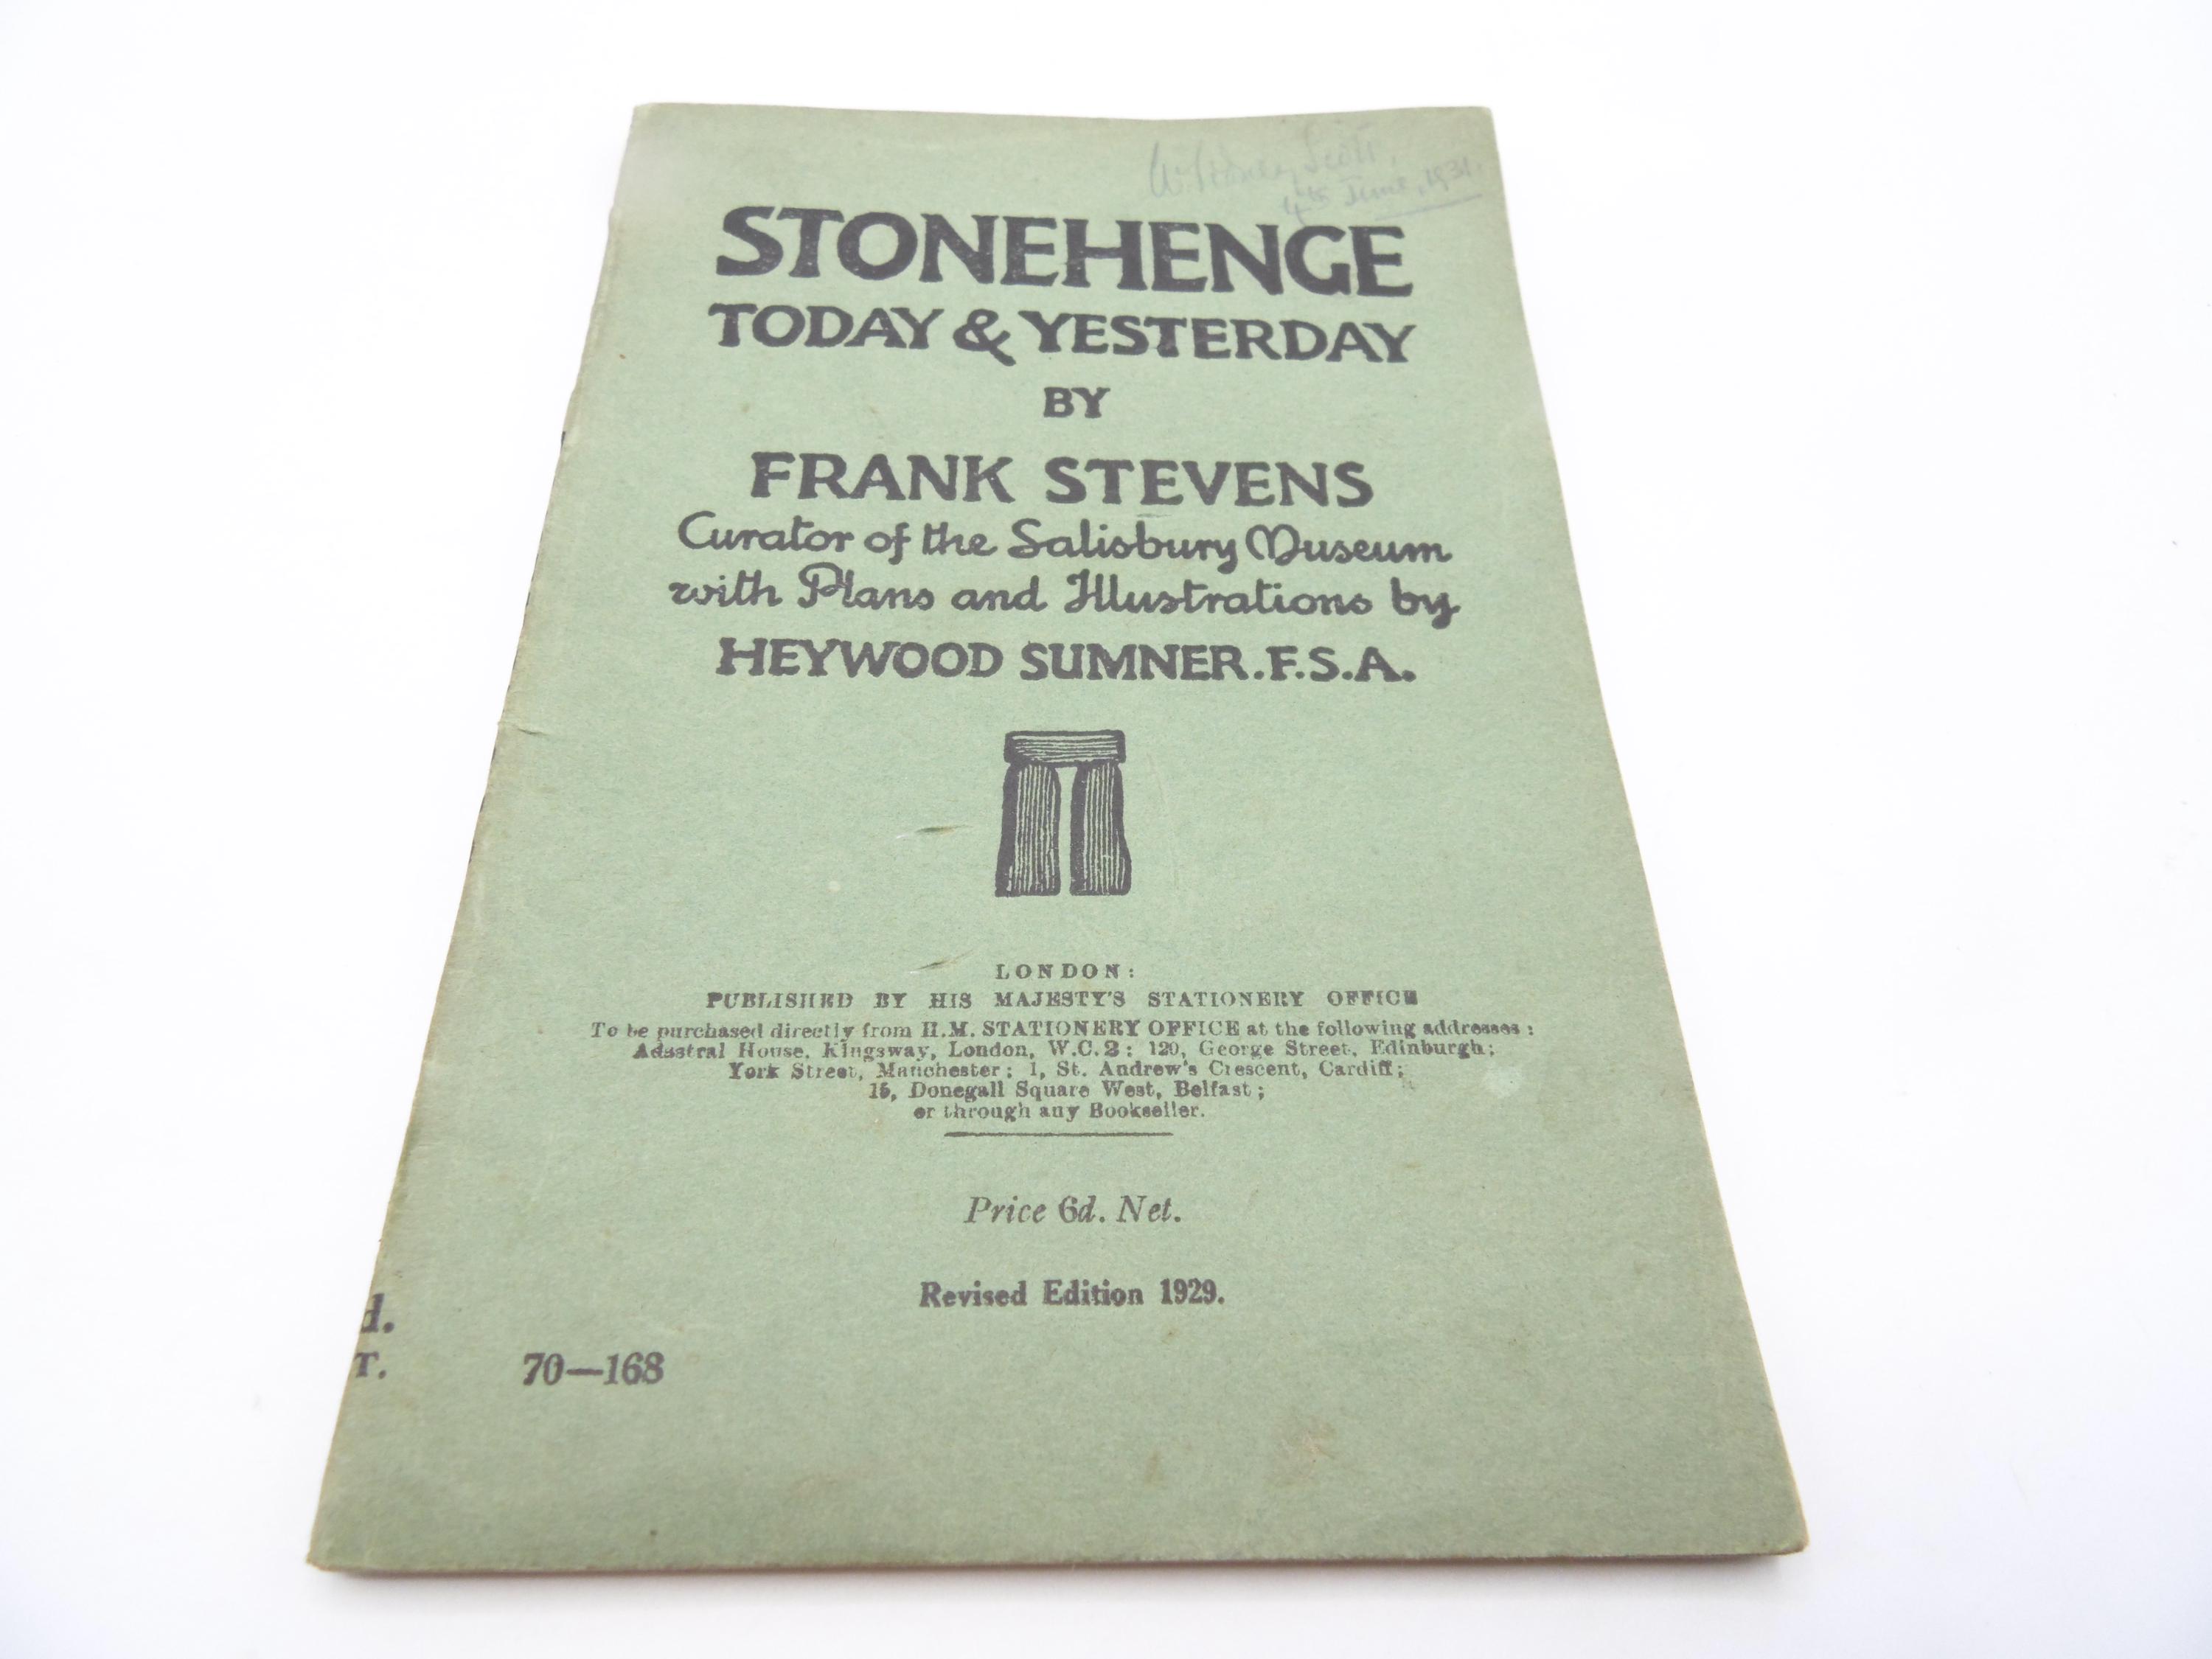 Scott,
4th June, 1931.
STONEHENGE
TODAY & YESTERDAY
BY
FRANK STEVENS
Curator of the Salisbury Museum
with Plans and Illustrations by
HEYWOOD SUMNER.F.S.A.
LONDON:
PUBLISHED BY HIS MAJESTY'S STATIONERY OFFICE
To be purchased directly from H.M. STATIONERY OFFICE at the following addresses:
Adastral House, Kingsway, London, W.C.2; 120, George Street, Edinburgh;
York Street, Manchester; 1, St. Andrew's Crescent, Cardiff;
15, Donegall Square West, Belfast;
or through any Bookseller.
Price 6d. Net.
Revised Edition 1929.
d.
T. 70—168